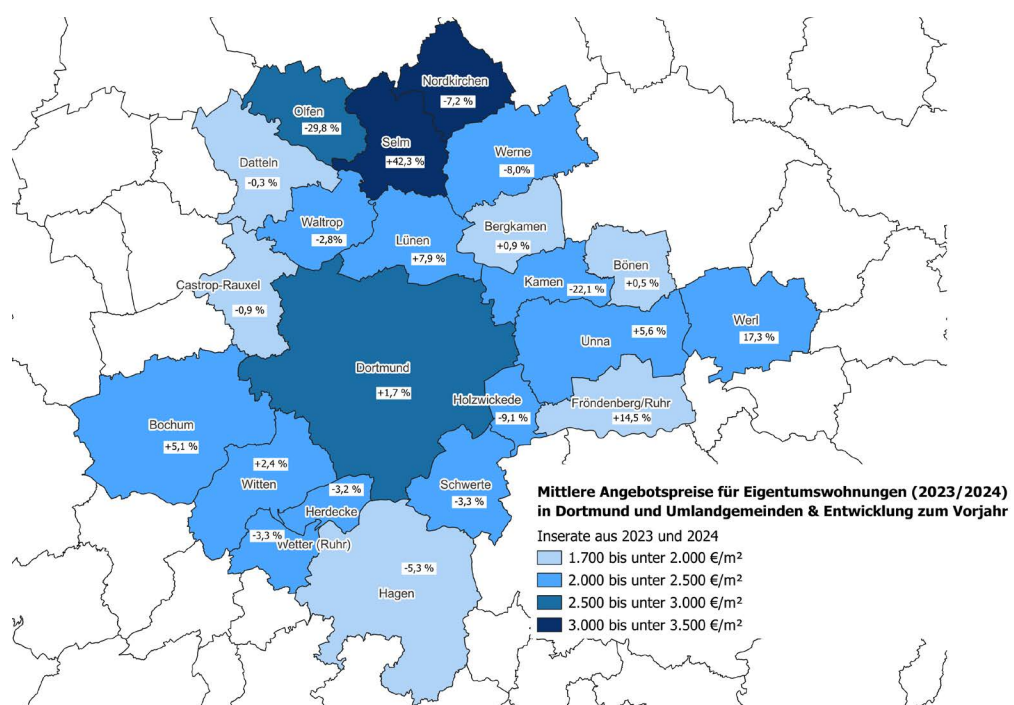 Nordkirchen
-7,2 %
Olfen
-29,8 %
Selm
+42,3 %
Werne
-8,0%
Datteln
-0,3 %
Waltrop
-2,8%
Lünen
+7,9 %
Bergkamen
+0,9 %
Bönen
+0,5 %
Kamen
-22,1 %
Castrop-Rauxel
-0,9 %
Unna
+5,6 %
Werl
17,3 %
Dortmund
+1,7 %
Holzwickede
-9,1 %
Fröndenberg/Ruhr
+14,5 %
Bochum
+5,1 %
+2,4 %
Witten
-3,2 %
Herdecke
Schwerte
-3,3 %
-3,3 %
Wetter (Ruhr)
-5,3 %
Hagen
Mittlere Angebotspreise für Eigentumswohnungen (2023/2024)
in Dortmund und Umlandgemeinden & Entwicklung zum Vorjahr
Inserate aus 2023 und 2024
1.700 bis unter 2.000 €/m²
2.000 bis unter 2.500 €/m²
2.500 bis unter 3.000 €/m²
3.000 bis unter 3.500 €/m²